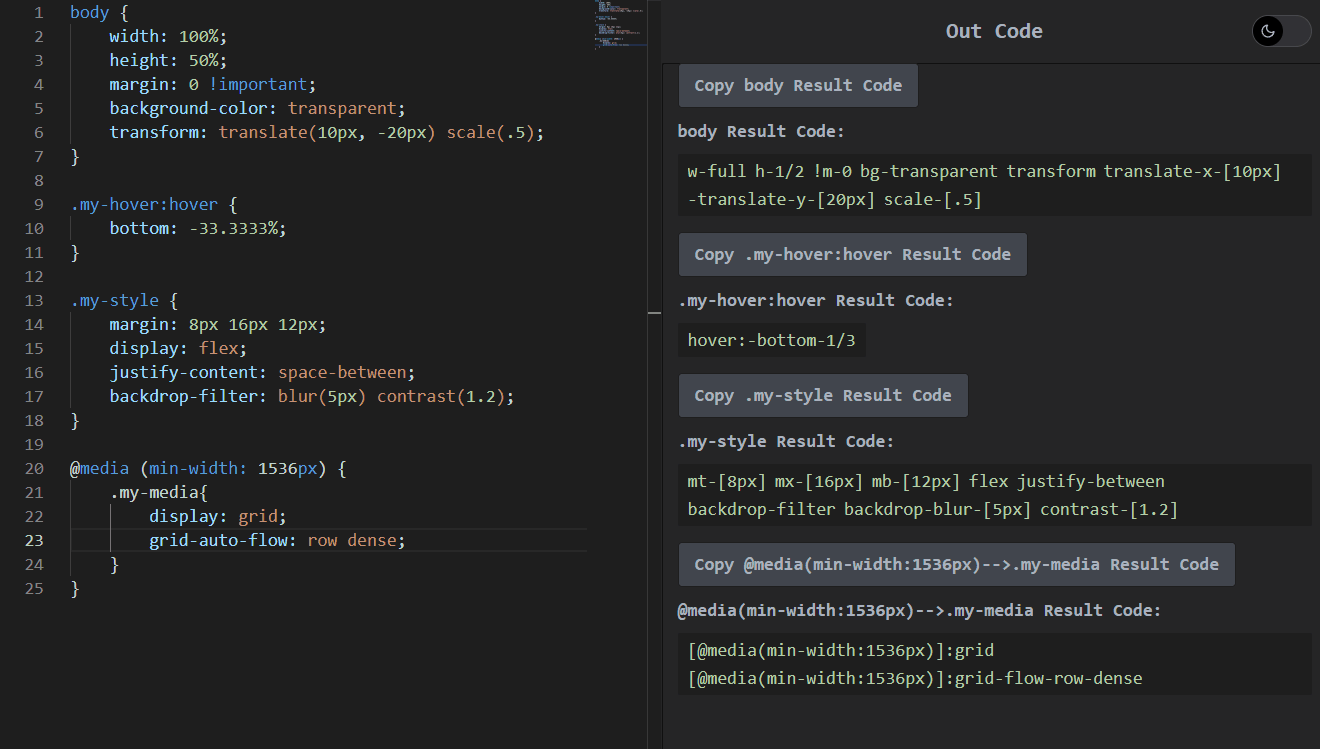 1 body {
2 width: 100%;
3 height: 50%;
4 margin: 0 !important;
5 background-color: transparent;
6 transform: translate(10px, -20px) scale(.5);
7 }
8
9 .my-hover:hover {
10 bottom: -33.3333%;
11 }
12
13 .my-style {
14 margin: 8px 16px 12px;
15 display: flex;
16 justify-content: space-between;
17 backdrop-filter: blur(5px) contrast(1.2);
18 }
19
20 @media (min-width: 1536px) {
21 .my-media{
22 display: grid;
23 grid-auto-flow: row dense;
24 }
25 }
Out Code
Copy body Result Code
body Result Code:
w-full h-1/2 !m-0 bg-transparent transform translate-x-[10px]
-translate-y-[20px] scale-[.5]
Copy .my-hover:hover Result Code
.my-hover:hover Result Code:
hover:-bottom-1/3
Copy .my-style Result Code
.my-style Result Code:
mt-[8px] mx-[16px] mb-[12px] flex justify-between
backdrop-filter backdrop-blur-[5px] contrast-[1.2]
Copy @media(min-width:1536px)-->.my-media Result Code
@media(min-width:1536px)-->.my-media Result Code:
[@media(min-width:1536px)]:grid
[@media(min-width:1536px)]:grid-flow-row-dense